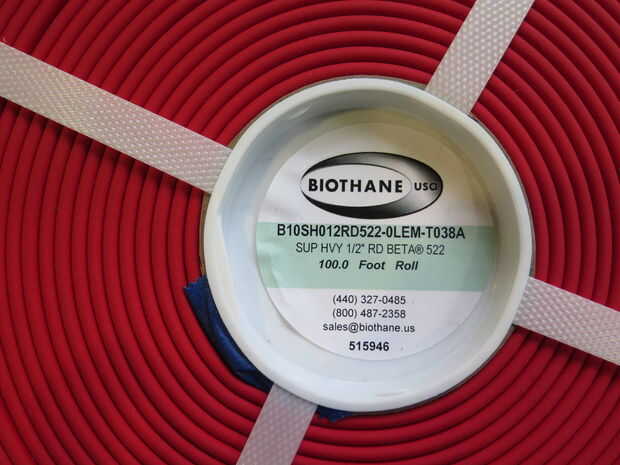 BIOTHANE usa
B10SH012RD522-0LEM-T038A
SUP HVY 1/2" RD BETA® 522
100.0 Foot Roll
(440) 327-0485
(800) 487-2358
sales@biothane.us
515946